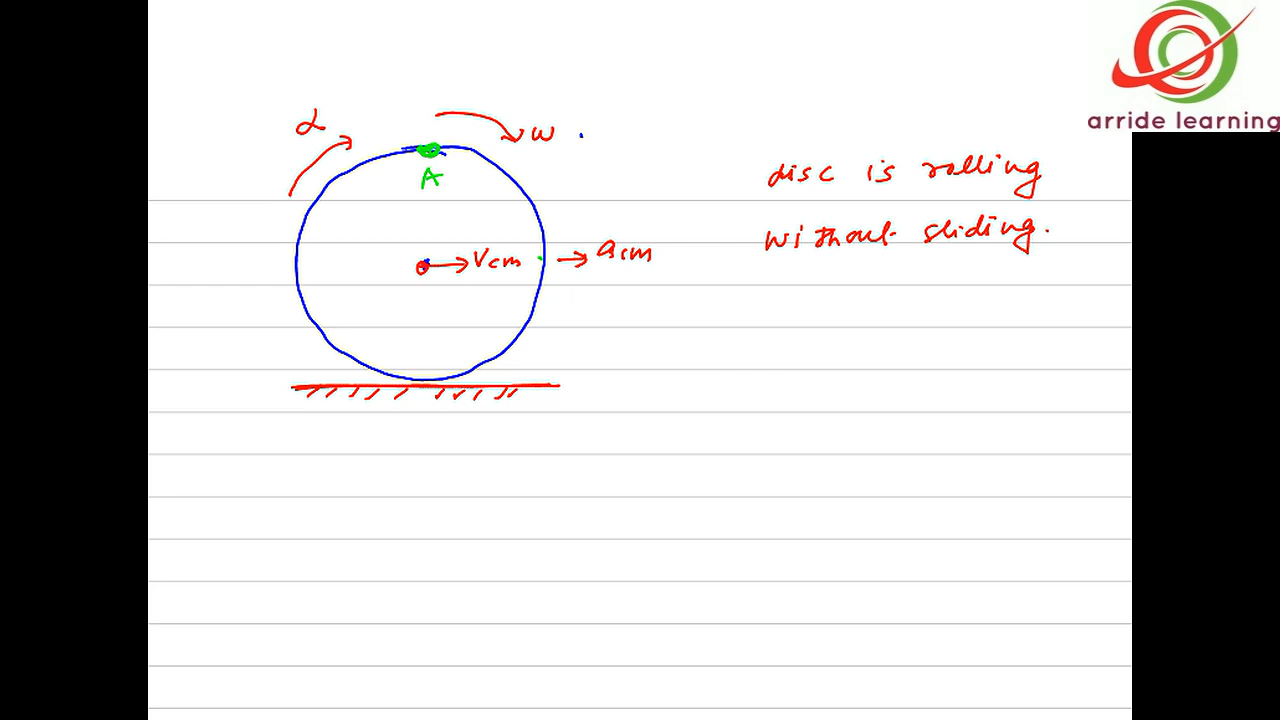 arride learning
α
ω
A
Vcm
acm
disc is rolling
without sliding.